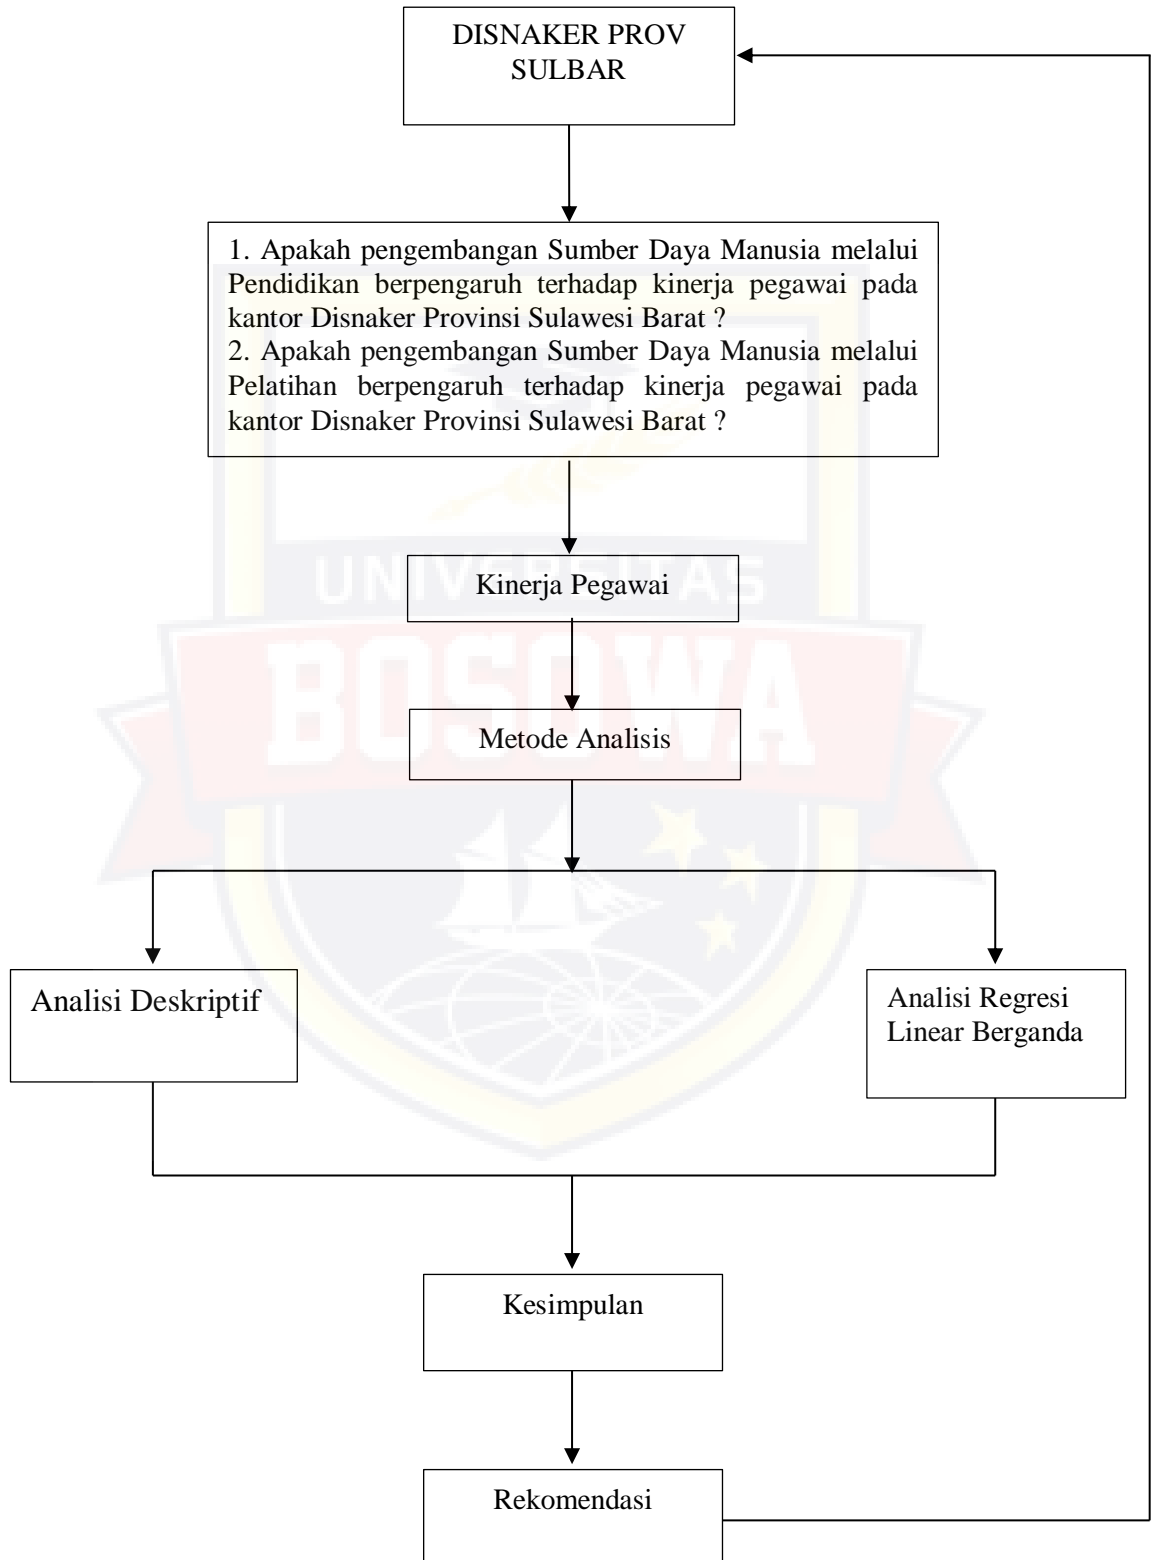 DISNAKER PROV
SULBAR
1. Apakah pengembangan Sumber Daya Manusia melalui
Pendidikan berpengaruh terhadap kinerja pegawai pada
kantor Disnaker Provinsi Sulawesi Barat ?
2. Apakah pengembangan Sumber Daya Manusia melalui
Pelatihan berpengaruh terhadap kinerja pegawai pada
kantor Disnaker Provinsi Sulawesi Barat ?
UNIVERSITAS
Kinerja Pegawai
BOSOWA
Metode Analisis
Analisi Deskriptif
Analisi Regresi
Linear Berganda
Kesimpulan
Rekomendasi